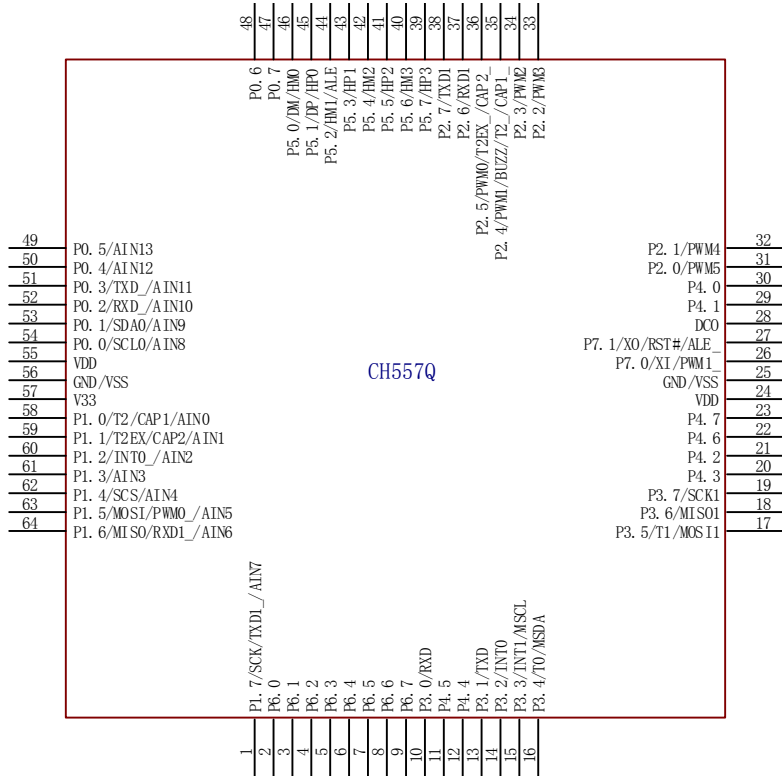 48 47 46 45 44 43 42 41 40 39 38 37 36 35 34 33
P0.6
P0.7
P5.0/DM/HM0
P5.1/DP/HP0
P5.2/HM1/ALE
P5.3/HP1
P5.4/HM2
P5.5/HP2
P5.6/HM3
P5.7/HP3
P2.7/TXD1
P2.6/RXD1
P2.5/PWM0/T2EX_/CAP2_
P2.4/PWM1/BUZZ/T2_/CAP1_
P2.3/PWM2
P2.2/PWM3
49 P0.5/AIN13
50 P0.4/AIN12
51 P0.3/TXD_/AIN11
52 P0.2/RXD_/AIN10
53 P0.1/SDA0/AIN9
54 P0.0/SCL0/AIN8
55 VDD
56 GND/VSS
57 V33
58 P1.0/T2/CAP1/AIN0
59 P1.1/T2EX/CAP2/AIN1
60 P1.2/INT0_/AIN2
61 P1.3/AIN3
62 P1.4/SCS/AIN4
63 P1.5/MOSI/PWM0_/AIN5
64 P1.6/MISO/RXD1_/AIN6
CH557Q
P2.1/PWM4 32
P2.0/PWM5 31
P4.0 30
P4.1 29
DCO 28
P7.1/XO/RST#/ALE_ 27
P7.0/XI/PWM1_ 26
GND/VSS 25
VDD 24
P4.7 23
P4.6 22
P4.2 21
P4.3 20
P3.7/SCK1 19
P3.6/MISO1 18
P3.5/T1/MOSI1 17
P1.7/SCK/TXD1_/AIN7
P6.0
P6.1
P6.2
P6.3
P6.4
P6.5
P6.6
P6.7
P3.0/RXD
P4.5
P4.4
P3.1/TXD
P3.2/INT0
P3.3/INT1/MSCL
P3.4/T0/MSDA
1 2 3 4 5 6 7 8 9 10 11 12 13 14 15 16